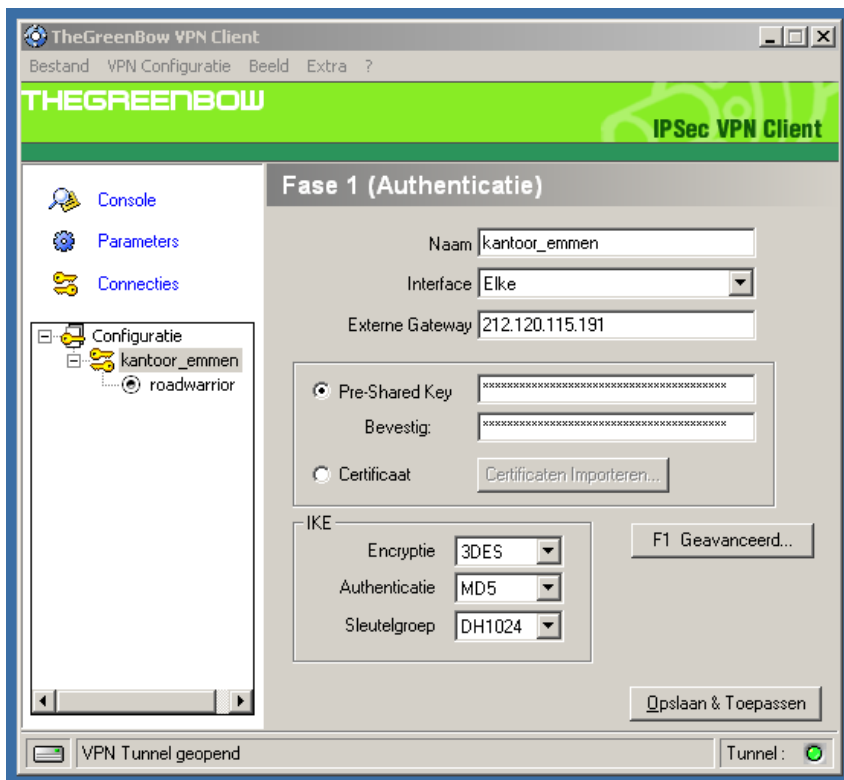 TheGreenBow VPN Client
Bestand VPN Configuratie Beeld Extra ?
THEGREENBOW
IPSec VPN Client
Console
Parameters
Connecties
Configuratie
kantoor_emmen
roadwarrior
Fase 1 (Authenticatie)
Naam kantoor_emmen
Interface Elke
Externe Gateway 212.120.115.191
Pre-Shared Key ****************************************
Bevestig: ****************************************
Certificaat Certificaten Importeren...
IKE
Encryptie 3DES
Authenticatie MD5
Sleutelgroep DH1024
F1 Geavanceerd...
Opslaan & Toepassen
VPN Tunnel geopend
Tunnel :